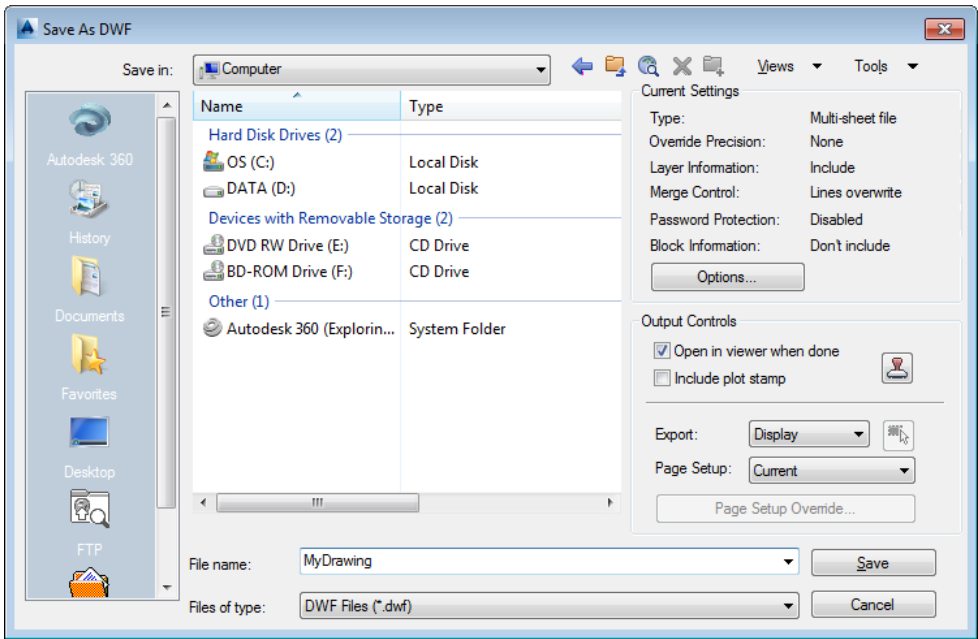 Save As DWF
Save in:
Computer
Views
Tools
Autodesk 360
History
Documents
Favorites
Desktop
FTP
Name Type
Hard Disk Drives (2)
OS (C:) Local Disk
DATA (D:) Local Disk
Devices with Removable Storage (2)
DVD RW Drive (E:) CD Drive
BD-ROM Drive (F:) CD Drive
Other (1)
Autodesk 360 (Explorin... System Folder
Current Settings
Type: Multi-sheet file
Override Precision: None
Layer Information: Include
Merge Control: Lines overwrite
Password Protection: Disabled
Block Information: Don't include
Options...
Output Controls
Open in viewer when done
Include plot stamp
Export: Display
Page Setup: Current
Page Setup Override...
File name: MyDrawing
Save
Files of type: DWF Files (*.dwf)
Cancel